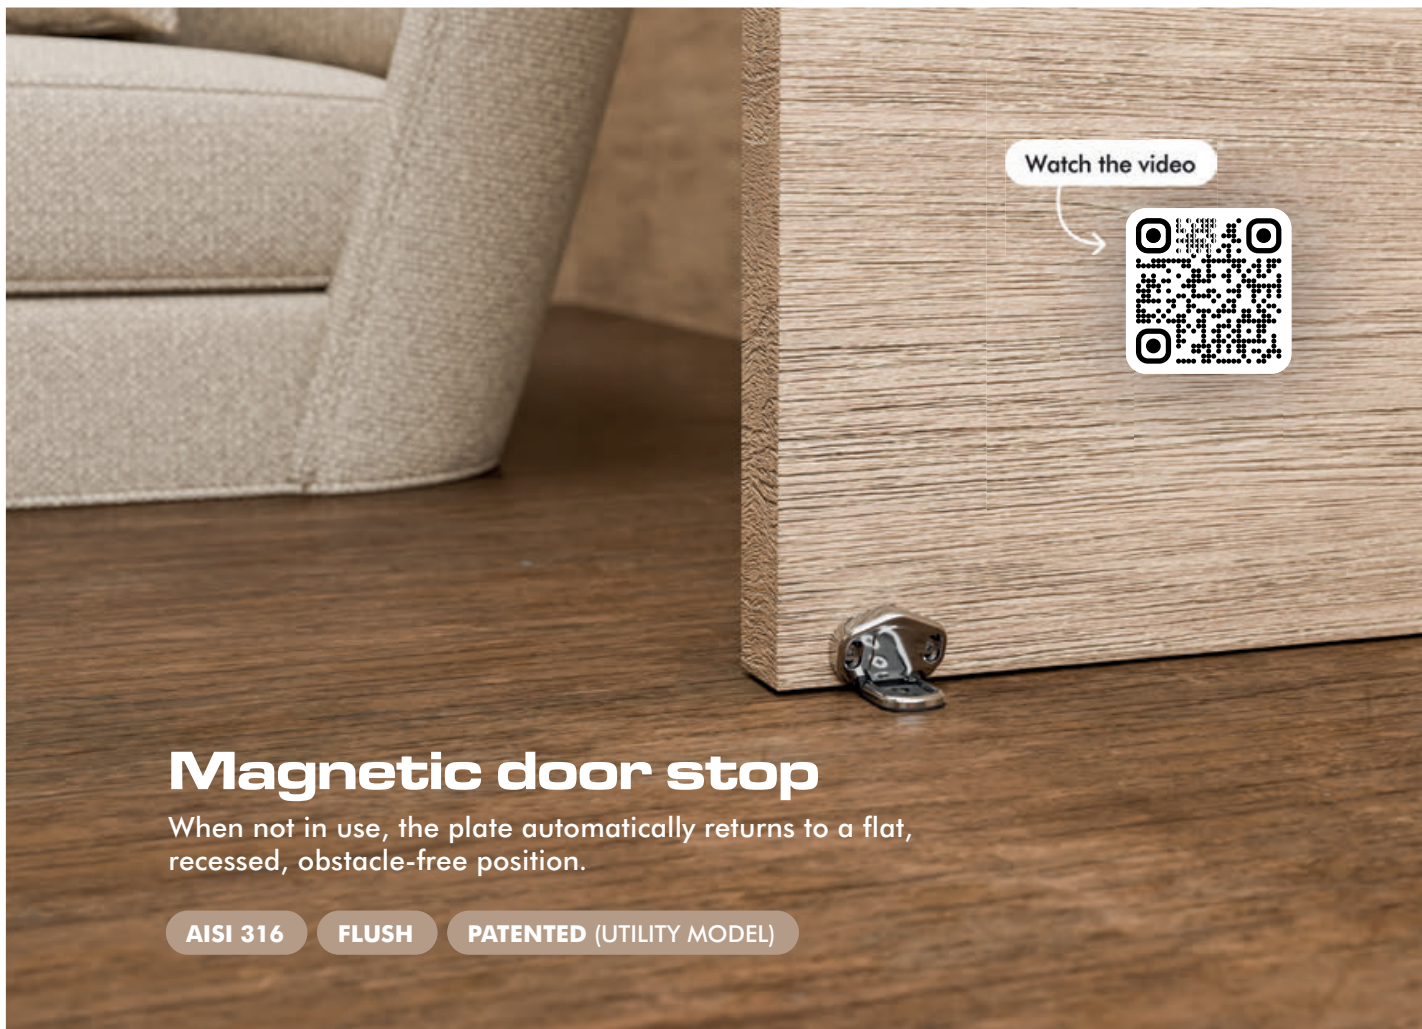 Watch the video
Magnetic door stop
When not in use, the plate automatically returns to a flat,
recessed, obstacle-free position.
AISI 316 FLUSH PATENTED (UTILITY MODEL)